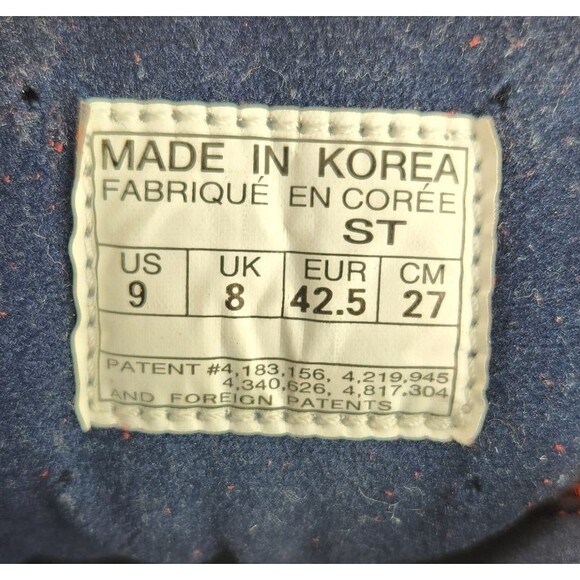 MADE IN KOREA
FABRIQUÉ EN CORÉE
ST
US UK EUR CM
9 8 42.5 27
PATENT #4,183,156, 4,219,945
4,340,626, 4,817,304
AND FOREIGN PATENTS